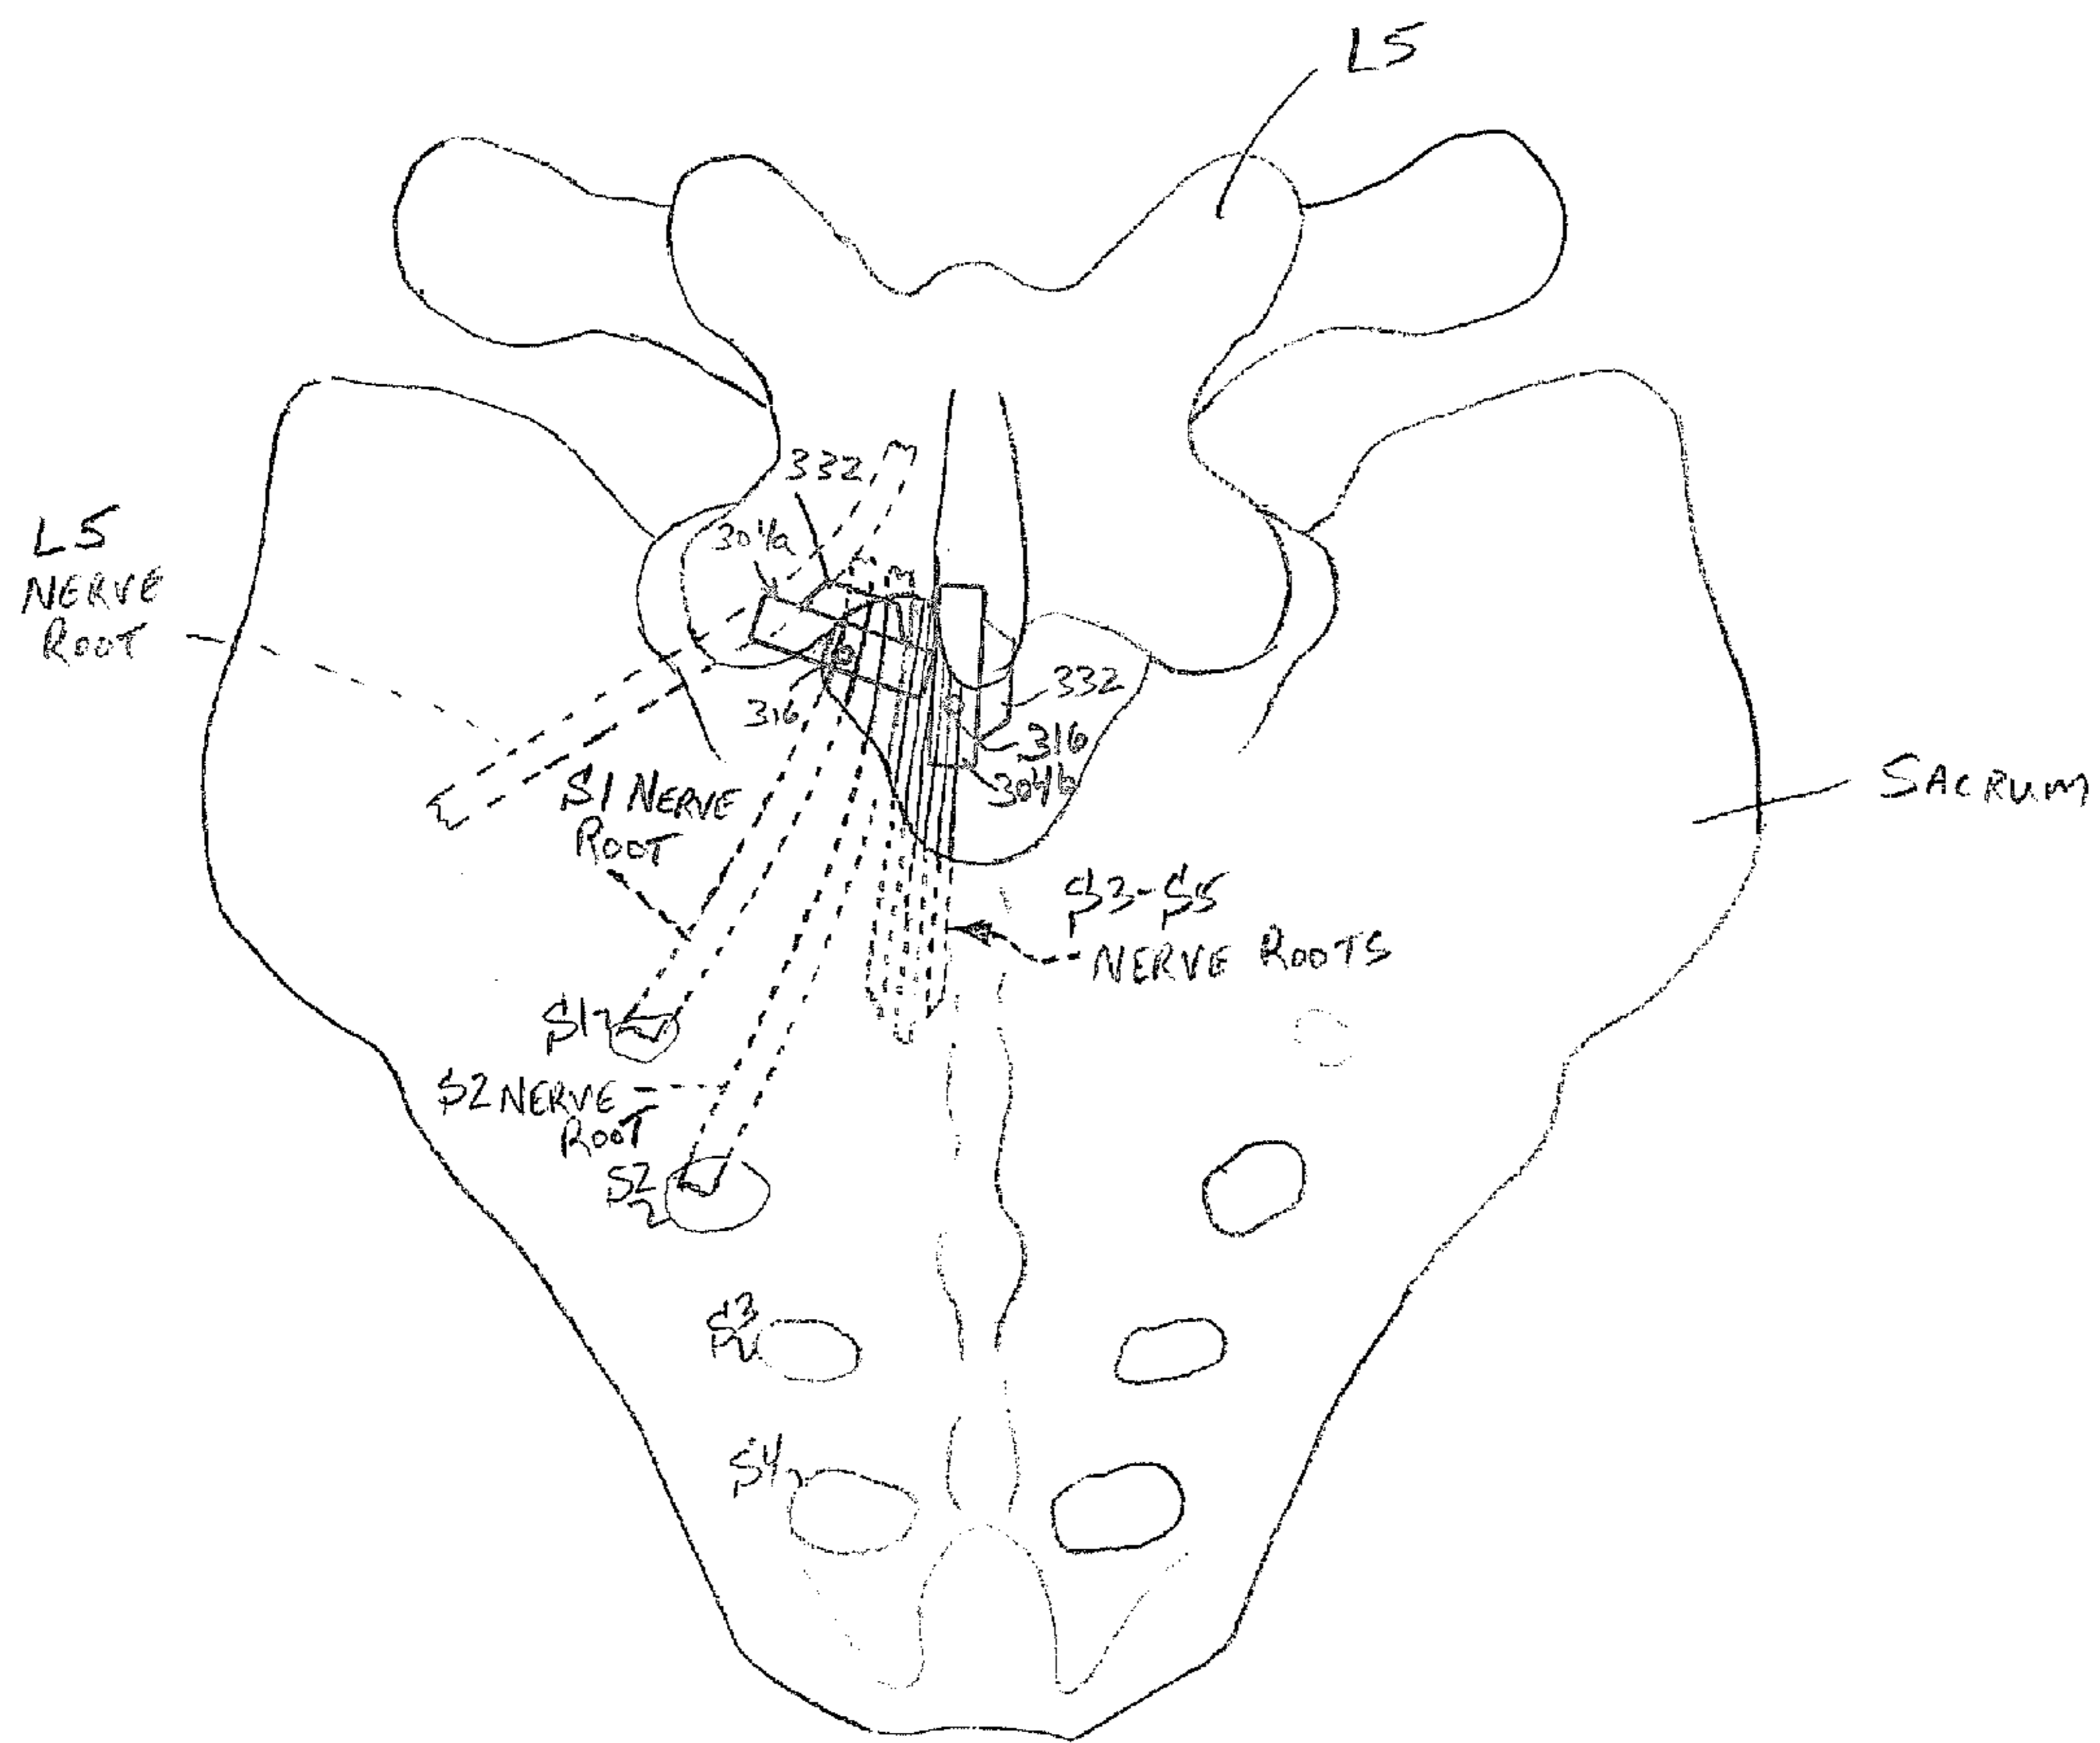 L5
332
304a
L5
NERVE
ROOT
332
316
316
304b
S1 NERVE
ROOT
SACRUM
S3-S5
NERVE ROOTS
S1
S2 NERVE
ROOT
S2
S3
S4